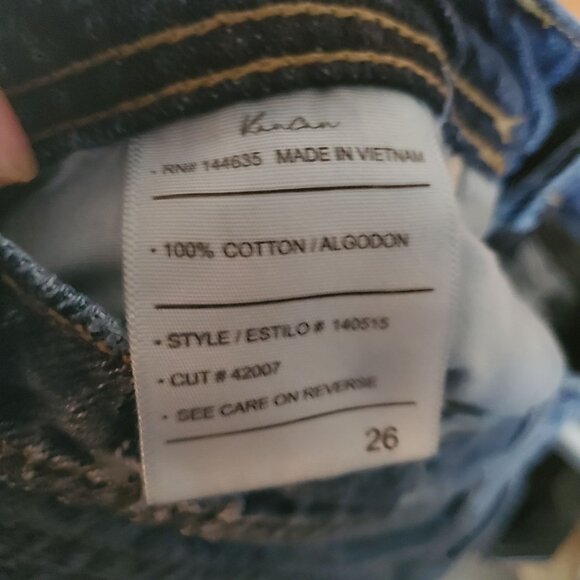 KanCan
• RN# 144635 MADE IN VIETNAM
• 100% COTTON / ALGODON
• STYLE / ESTILO # 140515
• CUT # 42007
• SEE CARE ON REVERSE
26